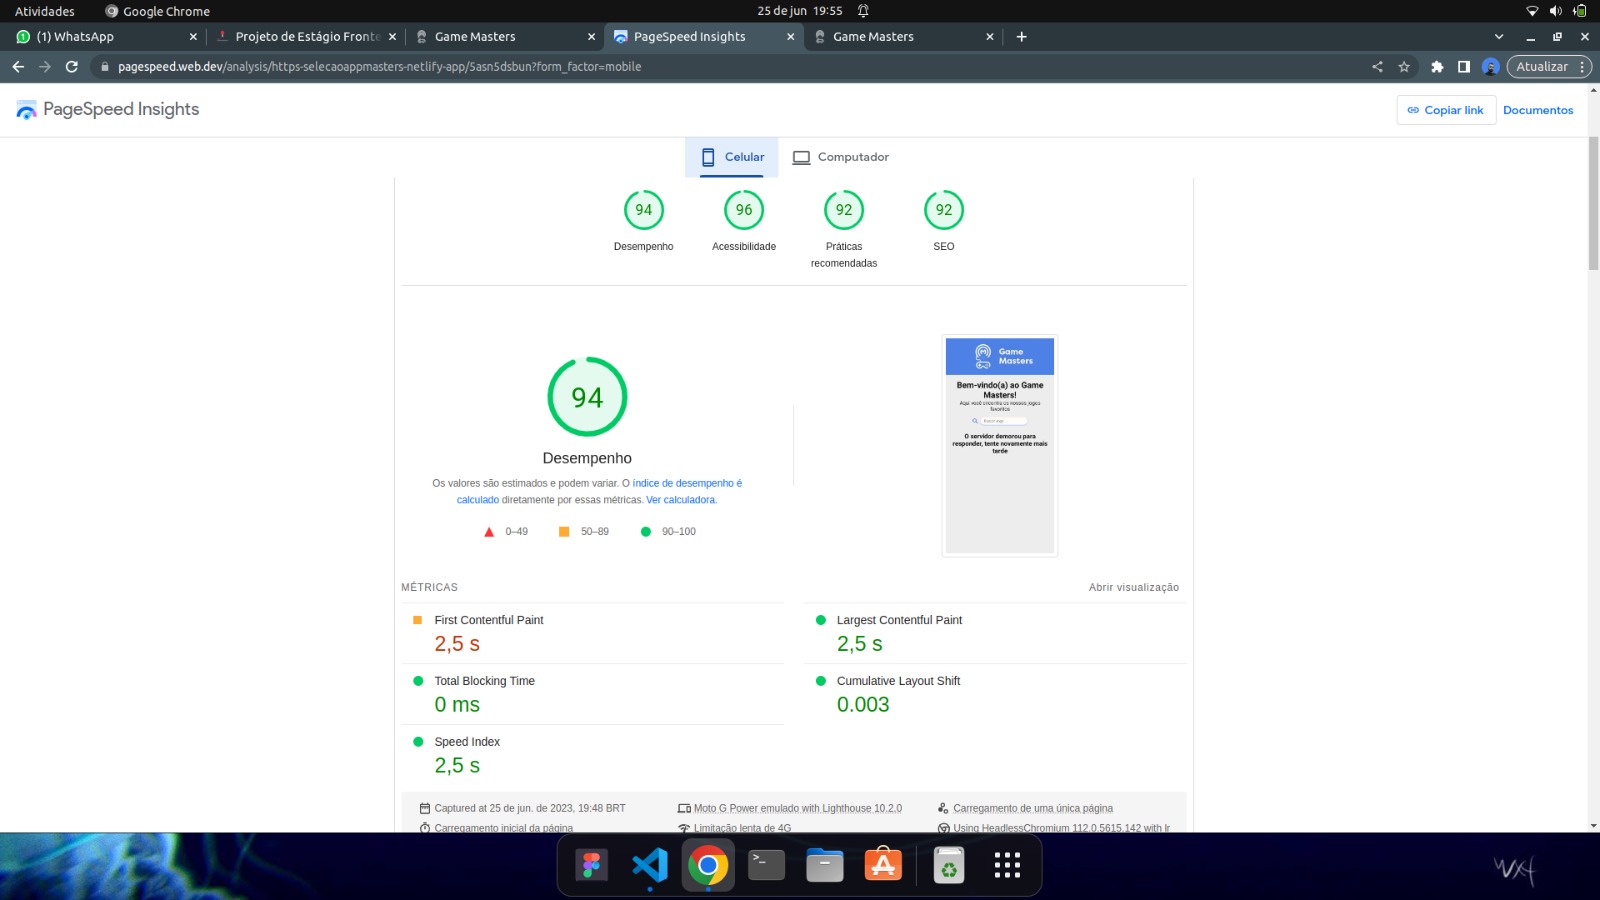 Atividades
Google Chrome
25 de jun 19:55
(1) WhatsApp
Projeto de Estágio Fronte
Game Masters
PageSpeed Insights
Game Masters
pagespeed.web.dev/analysis/https-selecaoappmasters-netlify-app/5asn5dsbun?form_factor=mobile
Atualizar
PageSpeed Insights
Copiar link
Documentos
Celular
Computador
94
96
92
92
Desempenho
Acessibilidade
Práticas
recomendadas
SEO
94
Desempenho
Os valores são estimados e podem variar. O índice de desempenho é
calculado diretamente por essas métricas. Ver calculadora.
0–49
50–89
90–100
Game
Masters
Bem-vindo(a) ao Game
Masters!
Aqui você encontra os nossos jogos
favoritos
O servidor demorou para
responder, tente novamente mais
tarde
MÉTRICAS
Abrir visualização
First Contentful Paint
2,5 s
Largest Contentful Paint
2,5 s
Total Blocking Time
0 ms
Cumulative Layout Shift
0.003
Speed Index
2,5 s
Captured at 25 de jun. de 2023, 19:48 BRT
Moto G Power emulado with Lighthouse 10.2.0
Carregamento de uma única página
Carregamento inicial da página
Limitação lenta de 4G
Using HeadlessChromium 112.0.5615.142 with lr